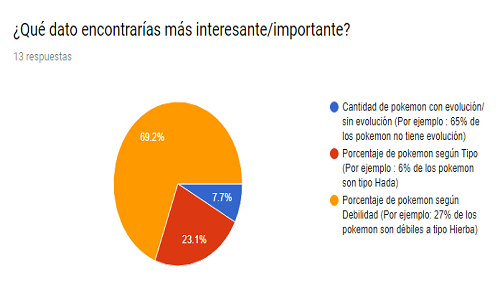 ¿Qué dato encontrarías más interesante/importante?
13 respuestas
69.2%
7.7%
23.1%
Cantidad de pokemon con evolución/
sin evolución (Por ejemplo : 65% de
los pokemon no tiene evolución)
Porcentaje de pokemon según Tipo
(Por ejemplo : 6% de los pokemon
son tipo Hada)
Porcentaje de pokemon según
Debilidad (Por ejemplo: 27% de los
pokemon son débiles a tipo Hierba)